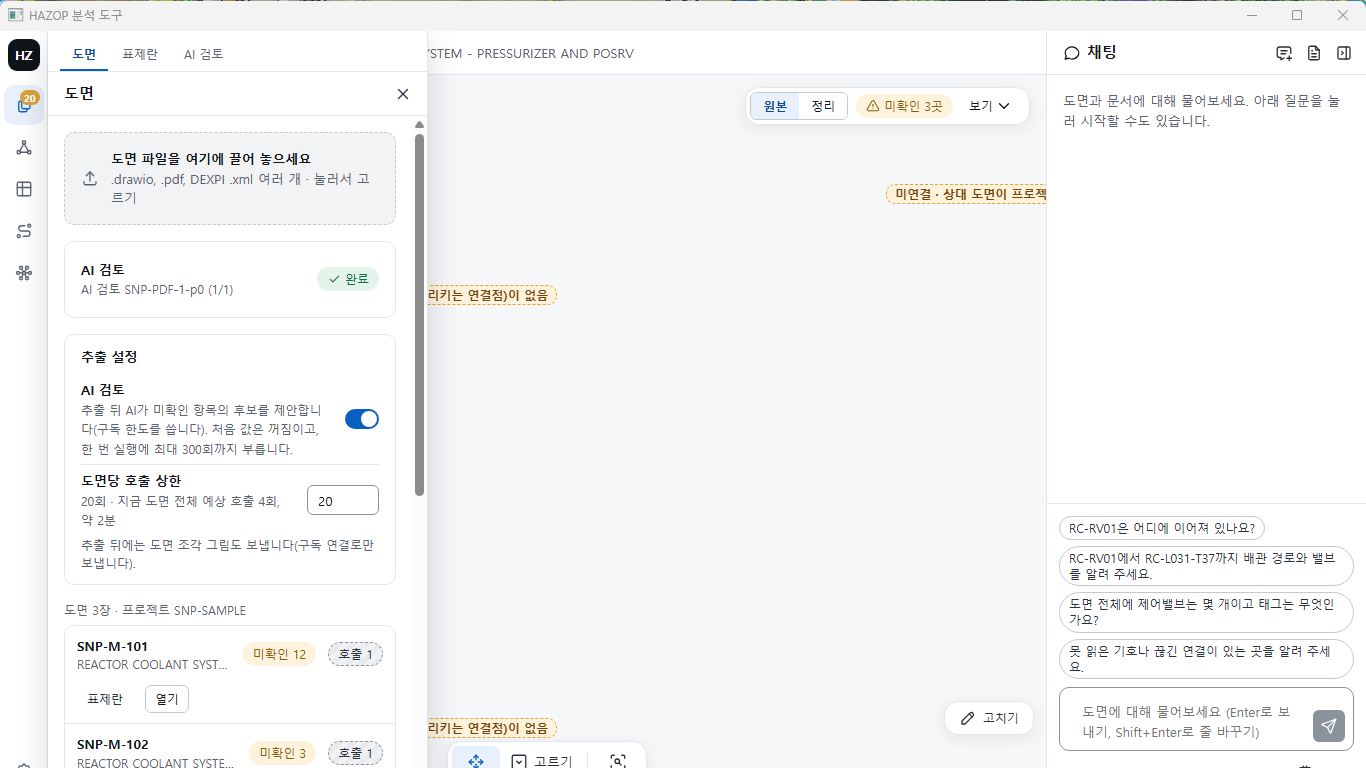 HAZOP 분석 도구
HZ
20
도면
표제란
AI 검토
'STEM - PRESSURIZER AND POSRV
도면
도면 파일을 여기에 끌어 놓으세요
.drawio, .pdf, DEXPI .xml 여러 개 · 눌러서 고
르기
AI 검토
AI 검토 SNP-PDF-1-p0 (1/1)
완료
추출 설정
AI 검토
추출 뒤 AI가 미확인 항목의 후보를 제안합니
다(구독 한도를 씁니다). 처음 값은 꺼짐이고,
한 번 실행에 최대 300회까지 부릅니다.
도면당 호출 상한
20회 · 지금 도면 전체 예상 호출 4회,
약 2분
20
추출 뒤에는 도면 조각 그림도 보냅니다(구독 연결로만
보냅니다).
도면 3장 · 프로젝트 SNP-SAMPLE
SNP-M-101
REACTOR COOLANT SYST...
미확인 12
호출 1
표제란
열기
SNP-M-102
REACTOR COOLANT SYSTE...
미확인 3
호출 1
원본
정리
미확인 3곳
보기
미연결 · 상대 도면이 프로젝
리키는 연결점)이 없음
리키는 연결점)이 없음
고치기
고르기
채팅
도면과 문서에 대해 물어보세요. 아래 질문을 눌
러 시작할 수도 있습니다.
RC-RV01은 어디에 이어져 있나요?
RC-RV01에서 RC-L031-T37까지 배관 경로와 밸브
를 알려 주세요.
도면 전체에 제어밸브는 몇 개이고 태그는 무엇인
가요?
못 읽은 기호나 끊긴 연결이 있는 곳을 알려 주세
요.
도면에 대해 물어보세요 (Enter로 보
내기, Shift+Enter로 줄 바꾸기)